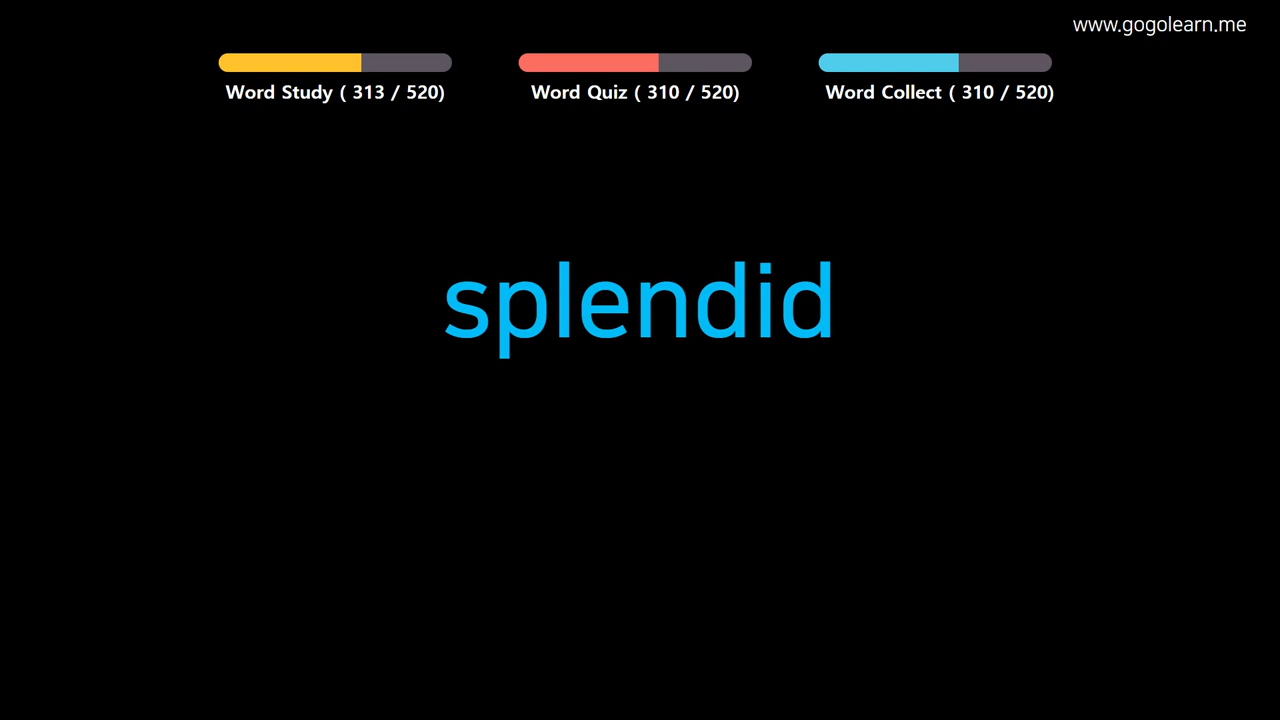 www.gogolearn.me
Word Study ( 313 / 520)
Word Quiz ( 310 / 520)
Word Collect ( 310 / 520)
splendid